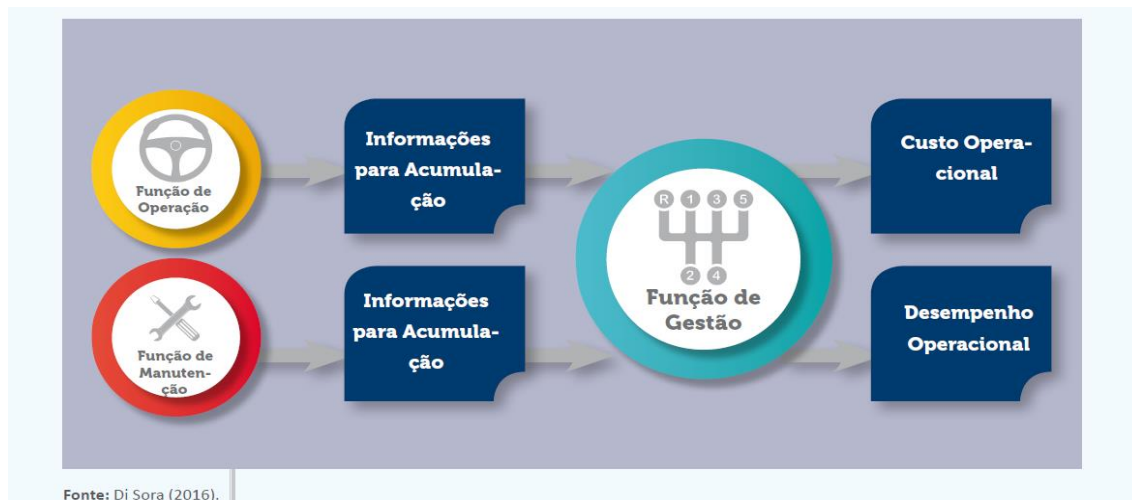 Função de
Operação
Informações
para Acumula-
ção
R 1 3 5
2 4
Função de
Gestão
Custo Opera-
cional
Função de
Manuten-
ção
Informações
para Acumula-
ção
Desempenho
Operacional
Fonte: Di Sora (2016).